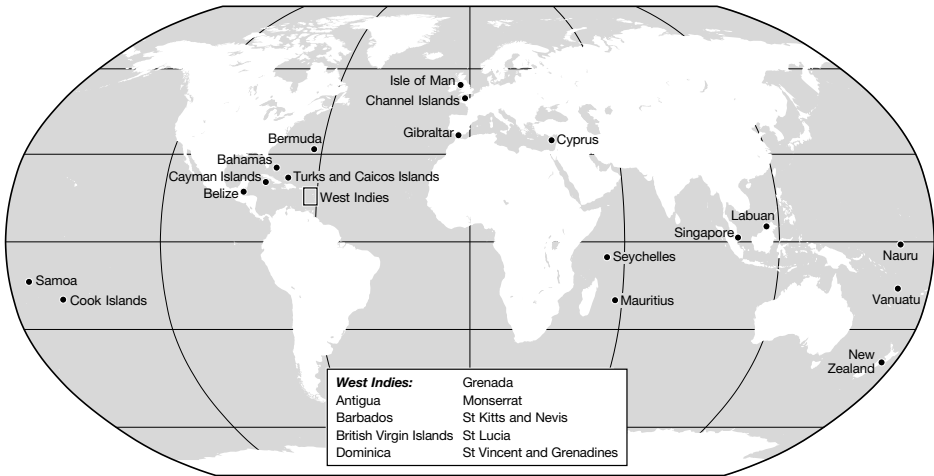 Isle of Man
Channel Islands
Gibraltar
Cyprus
Bermuda
Bahamas
Cayman Islands
Turks and Caicos Islands
Belize
West Indies
Labuan
Singapore
Nauru
Seychelles
Samoa
Cook Islands
Mauritius
Vanuatu
New
Zealand
West Indies: Grenada
Antigua Monserrat
Barbados St Kitts and Nevis
British Virgin Islands St Lucia
Dominica St Vincent and Grenadines